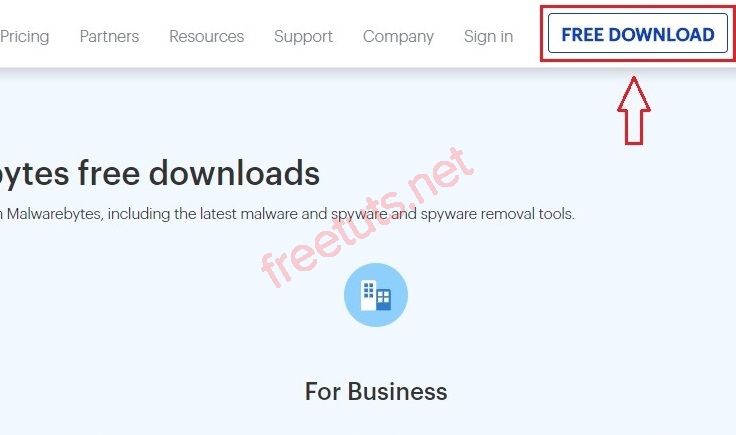 Pricing Partners Resources Support Company Sign in FREE DOWNLOAD
bytes free downloads
Malwarebytes, including the latest malware and spyware and spyware removal tools.
freetuts.net
For Business